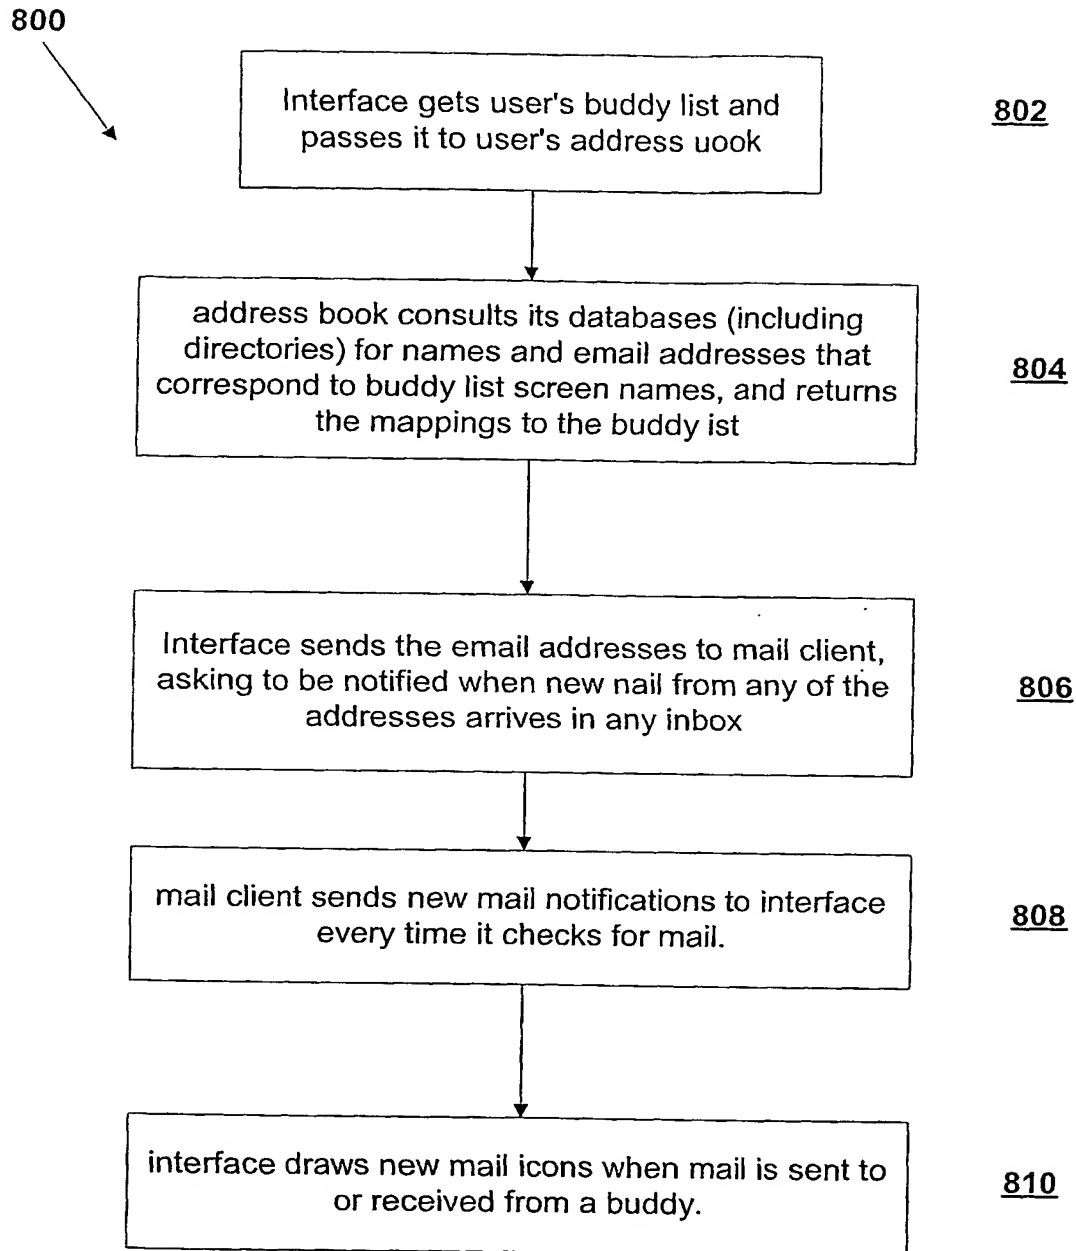 800
Interface gets user's buddy list and
passes it to user's address uook
802
address book consults its databases (including
directories) for names and email addresses that
correspond to buddy list screen names, and returns
the mappings to the buddy ist
804
Interface sends the email addresses to mail client,
asking to be notified when new nail from any of the
addresses arrives in any inbox
806
mail client sends new mail notifications to interface
every time it checks for mail.
808
interface draws new mail icons when mail is sent to
or received from a buddy.
810